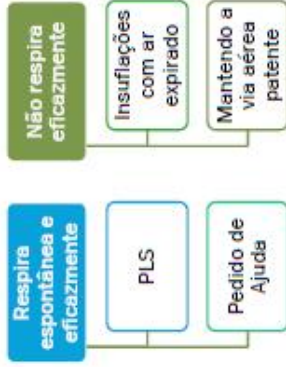 Respira
espontânea e
eficazmente
PLS
Pedido de
Ajuda
Não respira
eficazmente
Insuflações
com ar
expirado
Mantendo a
via aérea
patente